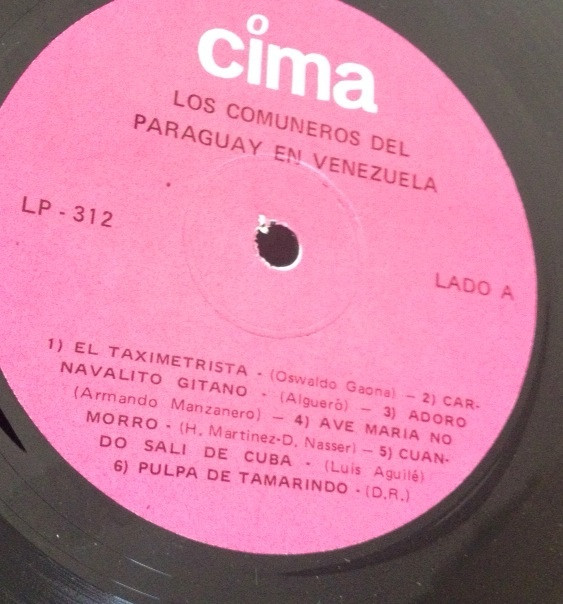 cima
LOS COMUNEROS DEL
PARAGUAY EN VENEZUELA
LP - 312
LADO A
1) EL TAXIMETRISTA - (Oswaldo Gaona) – 2) CAR-
NAVALITO GITANO - (Algueró) – 3) ADORO
(Armando Manzanero) – 4) AVE MARIA NO
MORRO - (H. Martinez-D. Nasser) – 5) CUAN-
DO SALI DE CUBA - (Luis Aguilé)
6) PULPA DE TAMARINDO - (D.R.)